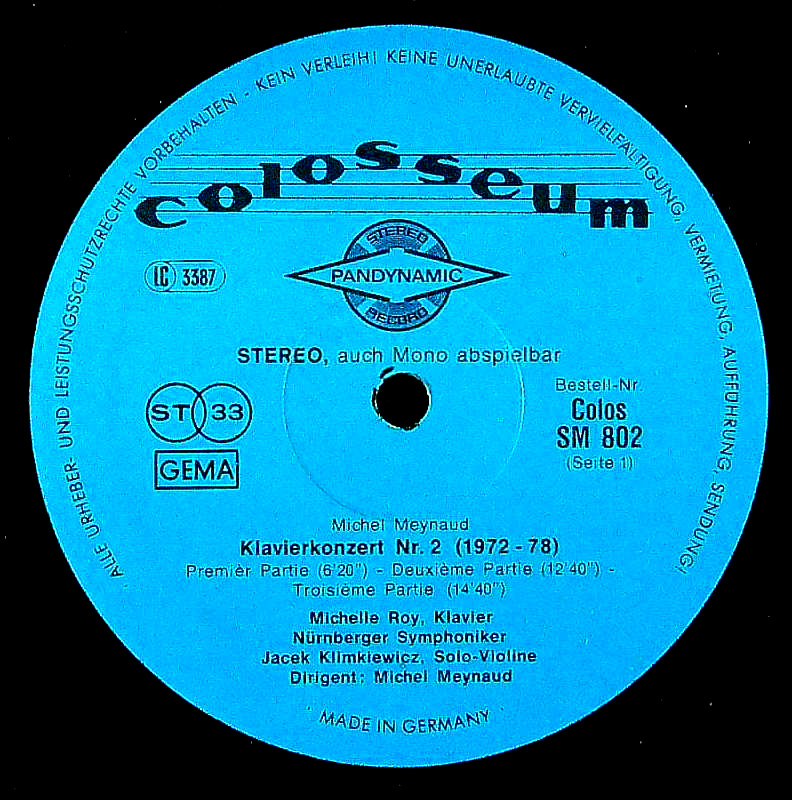 ALLE URHEBER- UND LEISTUNGSSCHUTZRECHTE VORBEHALTEN - KEIN VERLEIH! KEINE UNERLAUBTE VERVIELFÄLTIGUNG, VERMIETUNG, AUFFÜHRUNG, SENDUNG!
colosseum
STEREO
PANDYNAMIC
RECORD
LC 3387
STEREO, auch Mono abspielbar
ST 33
GEMA
Bestell-Nr.
Colos
SM 802
(Seite 1)
Michel Meynaud
Klavierkonzert Nr. 2 (1972 - 78)
Premièr Partie (6'20") - Deuxième Partie (12'40") -
Troisième Partie (14'40")
Michelle Roy, Klavier
Nürnberger Symphoniker
Jacek Klimkiewicz, Solo-Violine
Dirigent: Michel Meynaud
MADE IN GERMANY